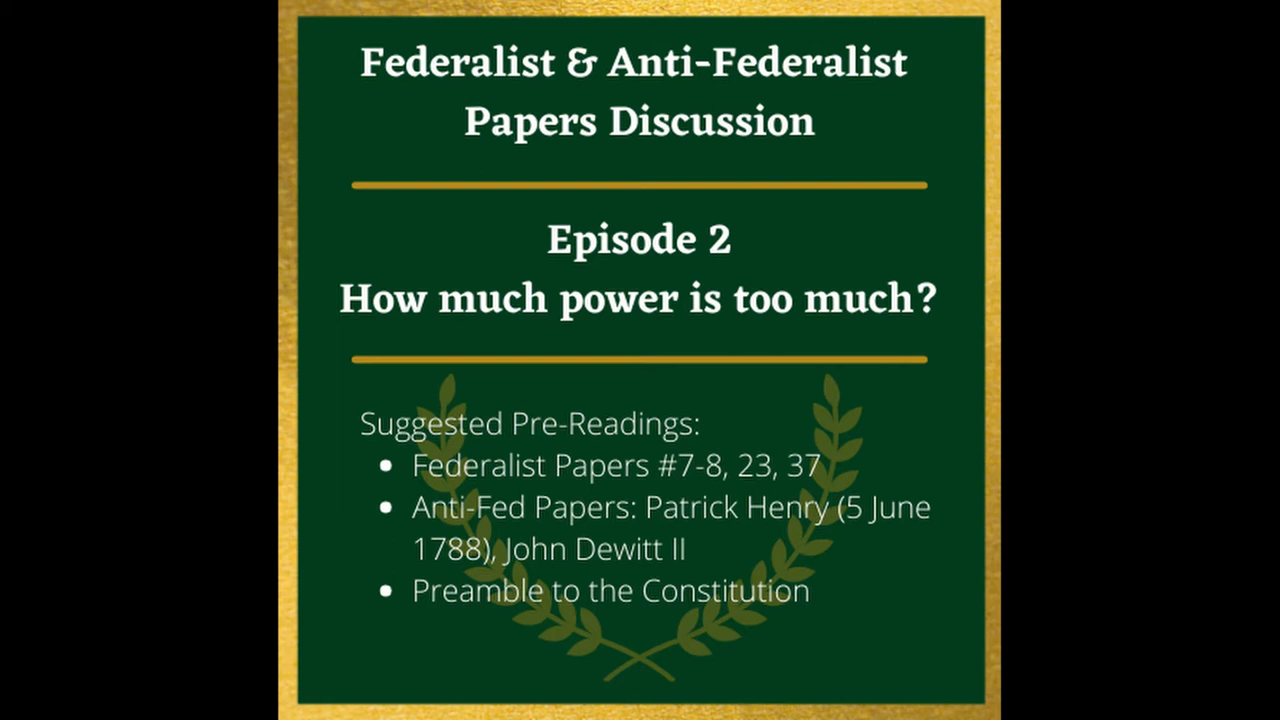 Federalist & Anti-Federalist
Papers Discussion
Episode 2
How much power is too much?
Suggested Pre-Readings:
• Federalist Papers #7-8, 23, 37
• Anti-Fed Papers: Patrick Henry (5 June
1788), John Dewitt II
• Preamble to the Constitution